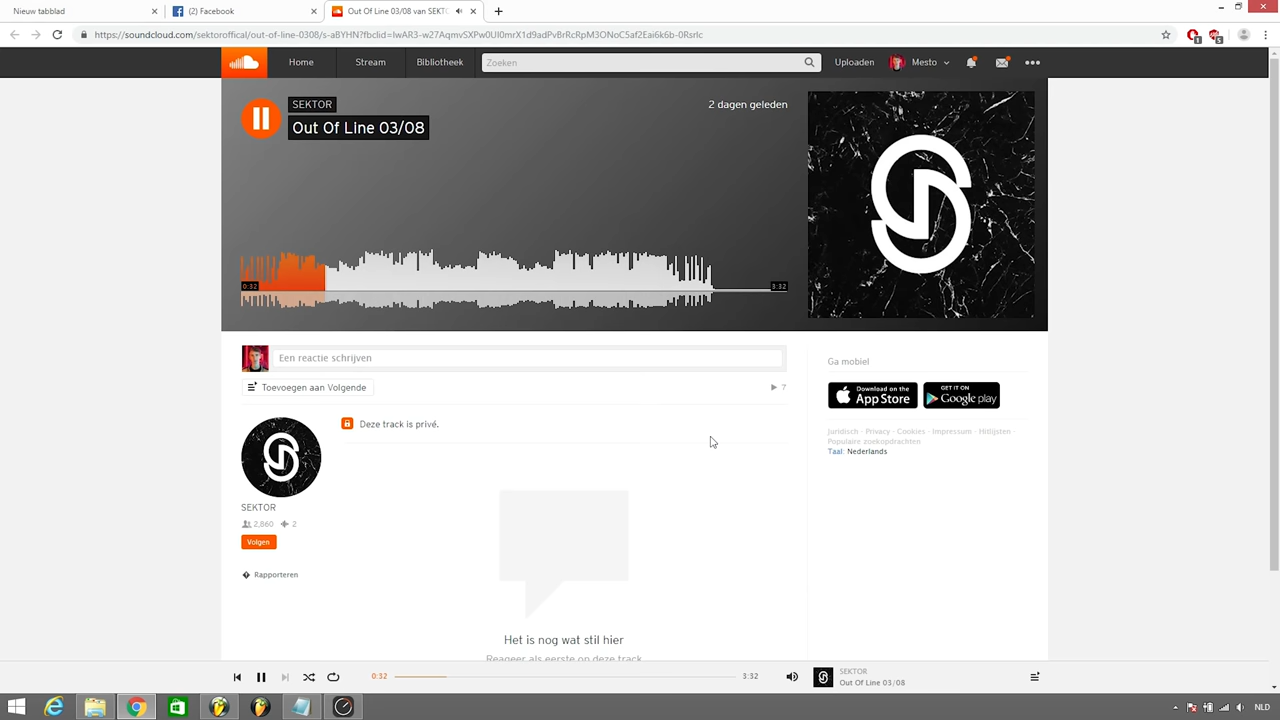 Nieuw tabblad
(2) Facebook
Out Of Line 03/08 van SEKTO
https://soundcloud.com/sektoroffical/out-of-line-0308/s-aBYHN?fbclid=IwAR3-w27AqmvSXPw0UI0mrX1d9adPvBrRcRpM3ONoC5af2Eai6k6b-0Rsrlc
1
5
Home
Stream
Bibliotheek
Zoeken
Uploaden
Mesto
SEKTOR
2 dagen geleden
Out Of Line 03/08
0:32
3:32
Een reactie schrijven
Toevoegen aan Volgende
7
Deze track is privé.
SEKTOR
2,860
2
Volgen
Rapporteren
Het is nog wat stil hier
Reageer als eerste op deze track
Ga mobiel
Download on the
App Store
GET IT ON
Google play
Juridisch - Privacy - Cookies - Impressum - Hitlijsten -
Populaire zoekopdrachten
Taal: Nederlands
0:32
3:32
SEKTOR
Out Of Line 03/08
NLD